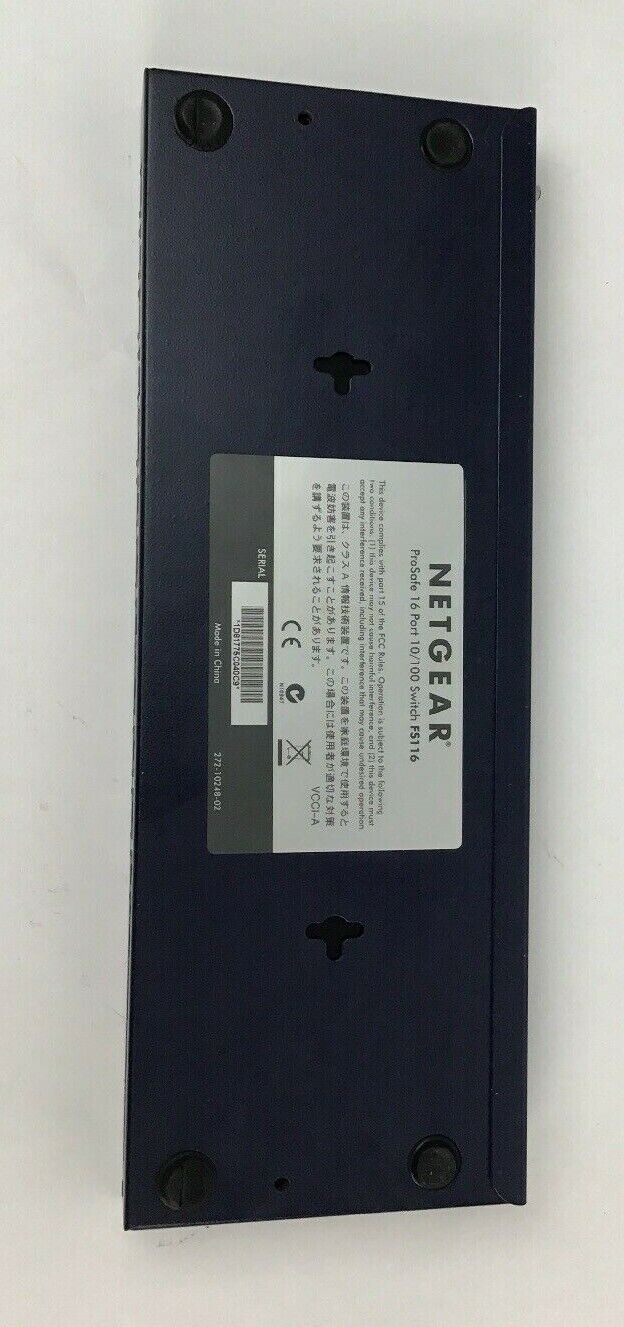 NETGEAR®
ProSafe 16 Port 10/100 Switch FS116
This device complies with part 15 of the FCC Rules. Operation is subject to the following
two conditions. (1) this device may not cause harmful interference, and (2) this device must
accept any interference received, including interference that may cause undesired operation
この装置は、クラス A 情報技術装置です。この装置を家庭環境で使用すると
電波妨害を引き起こすことがあります。この場合には使用者が適切な対策
を講ずるよう要求されることがあります。
VCCI-A
CE
N10947
SERIAL
Made in China
272-10248-02